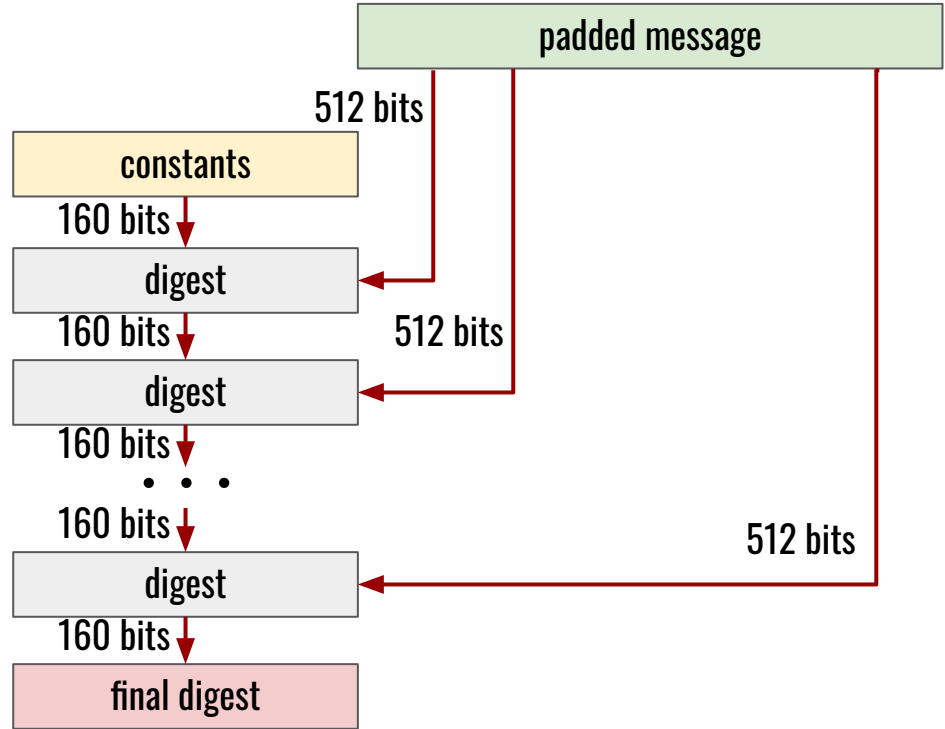 padded message
512 bits
constants
160 bits
digest
160 bits
512 bits
digest
160 bits
• • •
160 bits
512 bits
digest
160 bits
final digest